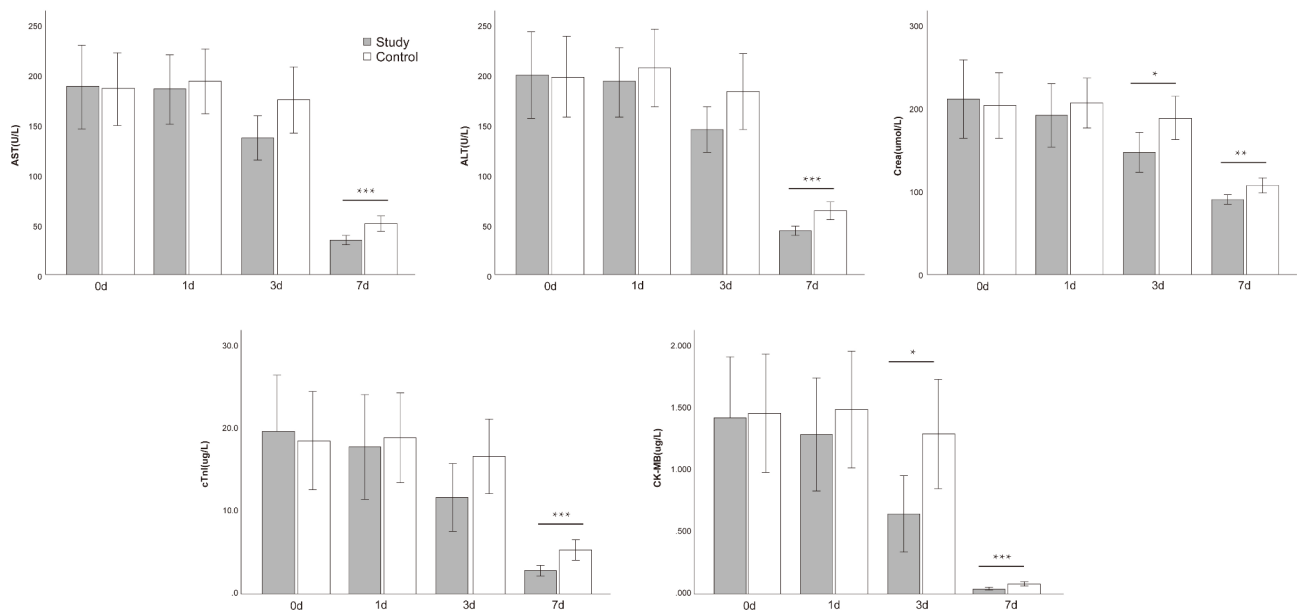 250
200
150
100
50
0
AST(U/L)
Study
Control
***
0d 1d 3d 7d
250
200
150
100
50
0
ALT(U/L)
***
0d 1d 3d 7d
300
200
100
0
Crea(umol/L)
*
**
0d 1d 3d 7d
30.0
20.0
10.0
.0
cTnI(ug/L)
***
0d 1d 3d 7d
2.000
1.500
1.000
.500
.000
CK-MB(ug/L)
*
***
0d 1d 3d 7d